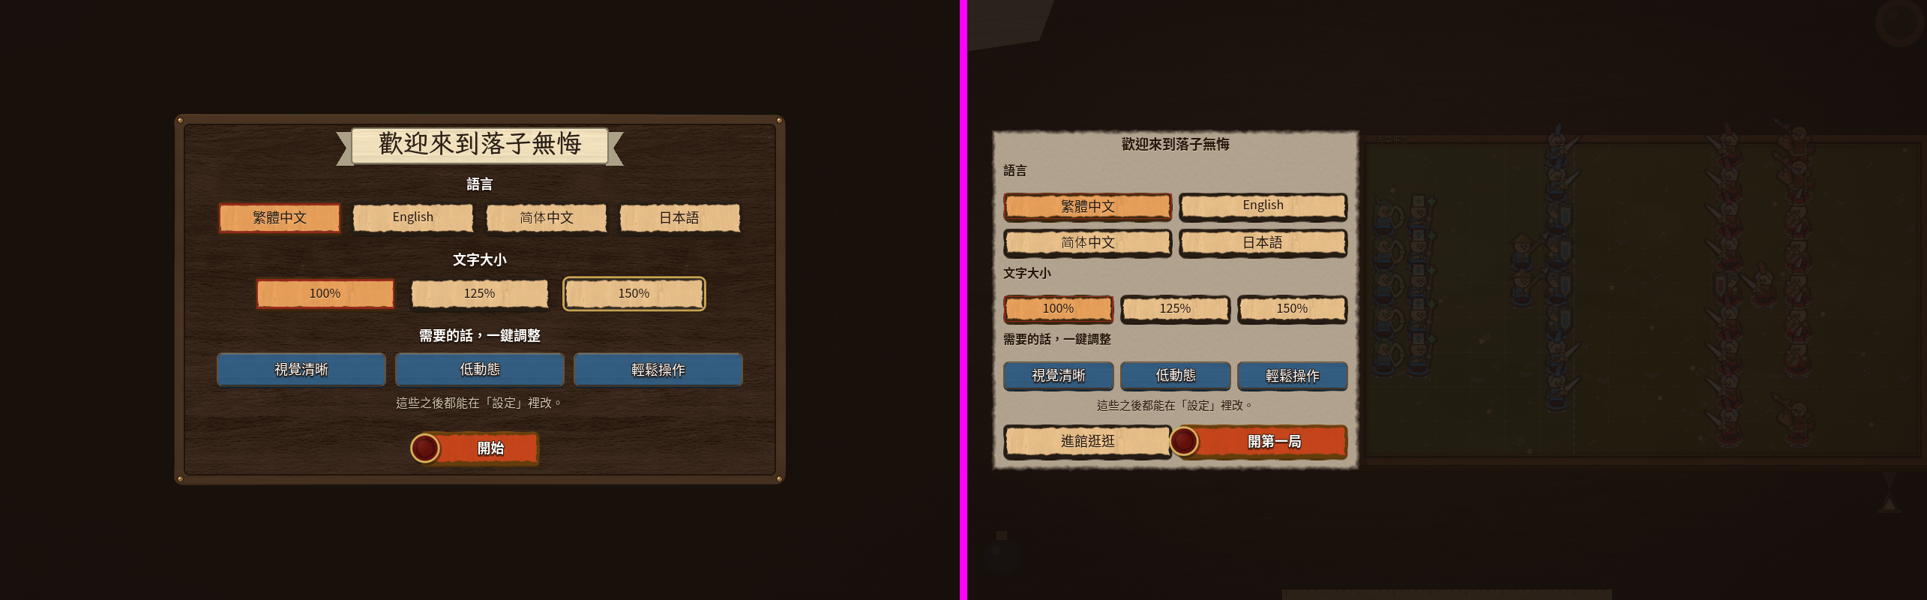 歡迎來到落子無悔
語言
繁體中文 English 简体中文 日本語
文字大小
100% 125% 150%
需要的話，一鍵調整
視覺清晰 低動態 輕鬆操作
這些之後都能在「設定」裡改。
開始
歡迎來到落子無悔
語言
繁體中文 English
简体中文 日本語
文字大小
100% 125% 150%
需要的話，一鍵調整
視覺清晰 低動態 輕鬆操作
這些之後都能在「設定」裡改。
進館逛逛 開第一局